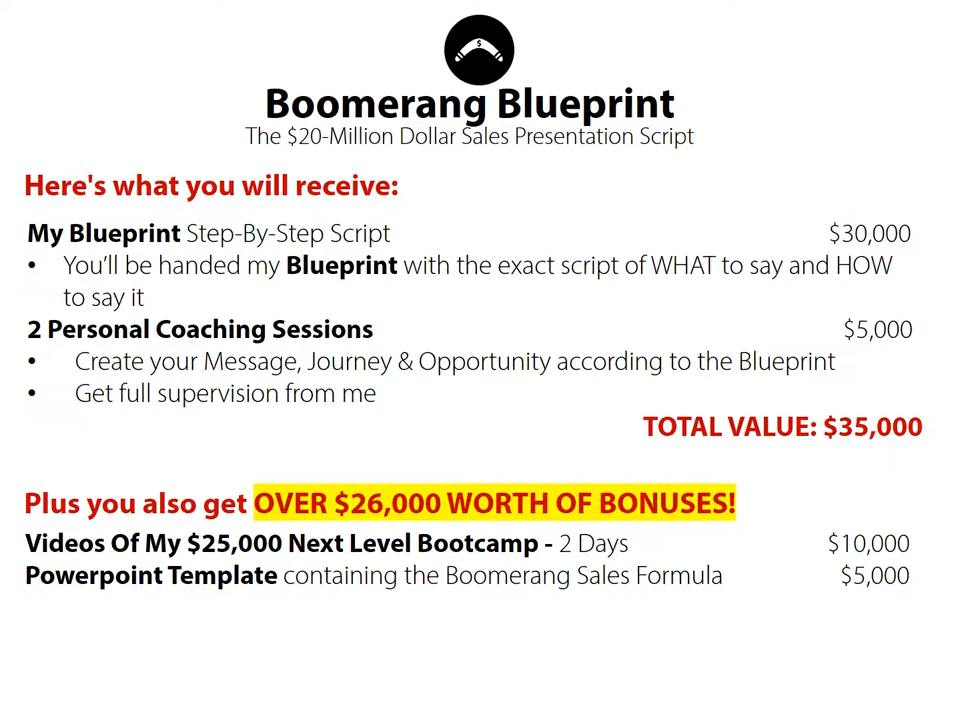 $
Boomerang Blueprint
The $20-Million Dollar Sales Presentation Script
Here's what you will receive:
My Blueprint Step-By-Step Script $30,000
• You’ll be handed my Blueprint with the exact script of WHAT to say and HOW
to say it
2 Personal Coaching Sessions $5,000
• Create your Message, Journey & Opportunity according to the Blueprint
• Get full supervision from me
TOTAL VALUE: $35,000
Plus you also get OVER $26,000 WORTH OF BONUSES!
Videos Of My $25,000 Next Level Bootcamp - 2 Days $10,000
Powerpoint Template containing the Boomerang Sales Formula $5,000